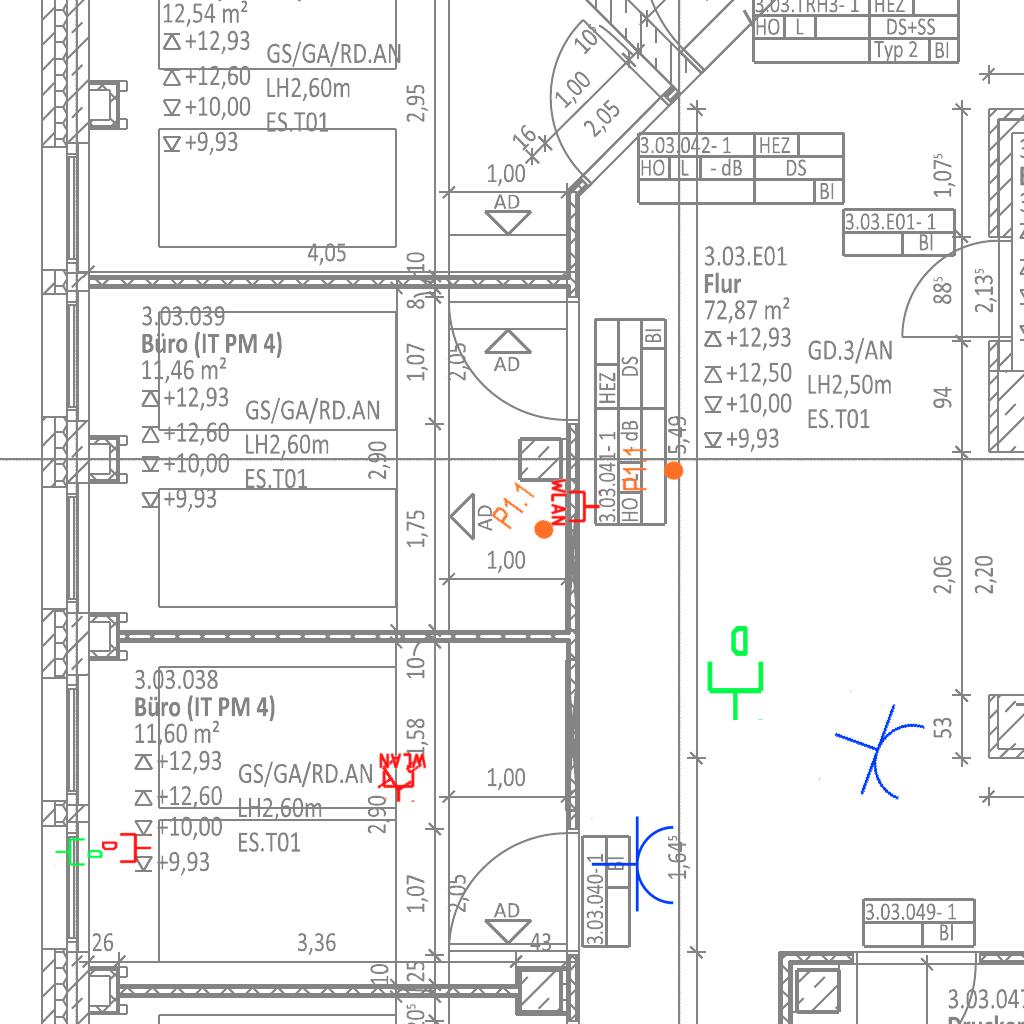 12,54 m²
+12,93
GS/GA/RD.AN
+12,60
LH2,60m
+10,00
ES.T01
+9,93
2,95
10
1,00
2,05
16
1,00
AD
3.03.TRH3- 1 HEZ
HO L DS+SS
Typ 2 BI
3.03.042- 1 HEZ
HO L - dB DS
BI
1,07⁵
3.03.E01- 1
BI
4,05
10
8
3.03.E01
Flur
72,87 m²
+12,93
GD.3/AN
+12,50
LH2,50m
+10,00
ES.T01
+9,93
88⁵
2,13⁵
94
3.03.039
Büro (IT PM 4)
11,46 m²
+12,93
GS/GA/RD.AN
+12,60
LH2,60m
+10,00
ES.T01
+9,93
1,07
2,05
AD
2,90
1,75
AD
P1.1
WLAN
1,00
3.03.041- 1 HEZ
HO L - dB DS
BI
P1.1
5,49
2,06
2,20
D
53
3.03.038
Büro (IT PM 4)
11,60 m²
+12,93
GS/GA/RD.AN
+12,60
LH2,60m
+10,00
ES.T01
+9,93
10
1,58
WLAN
2,90
1,00
D
D
1,07
2,05
AD
3.03.040- 1
BI
1,64⁵
26
3,36
43
10
25
20⁵
3.03.049- 1
BI
3.03.047